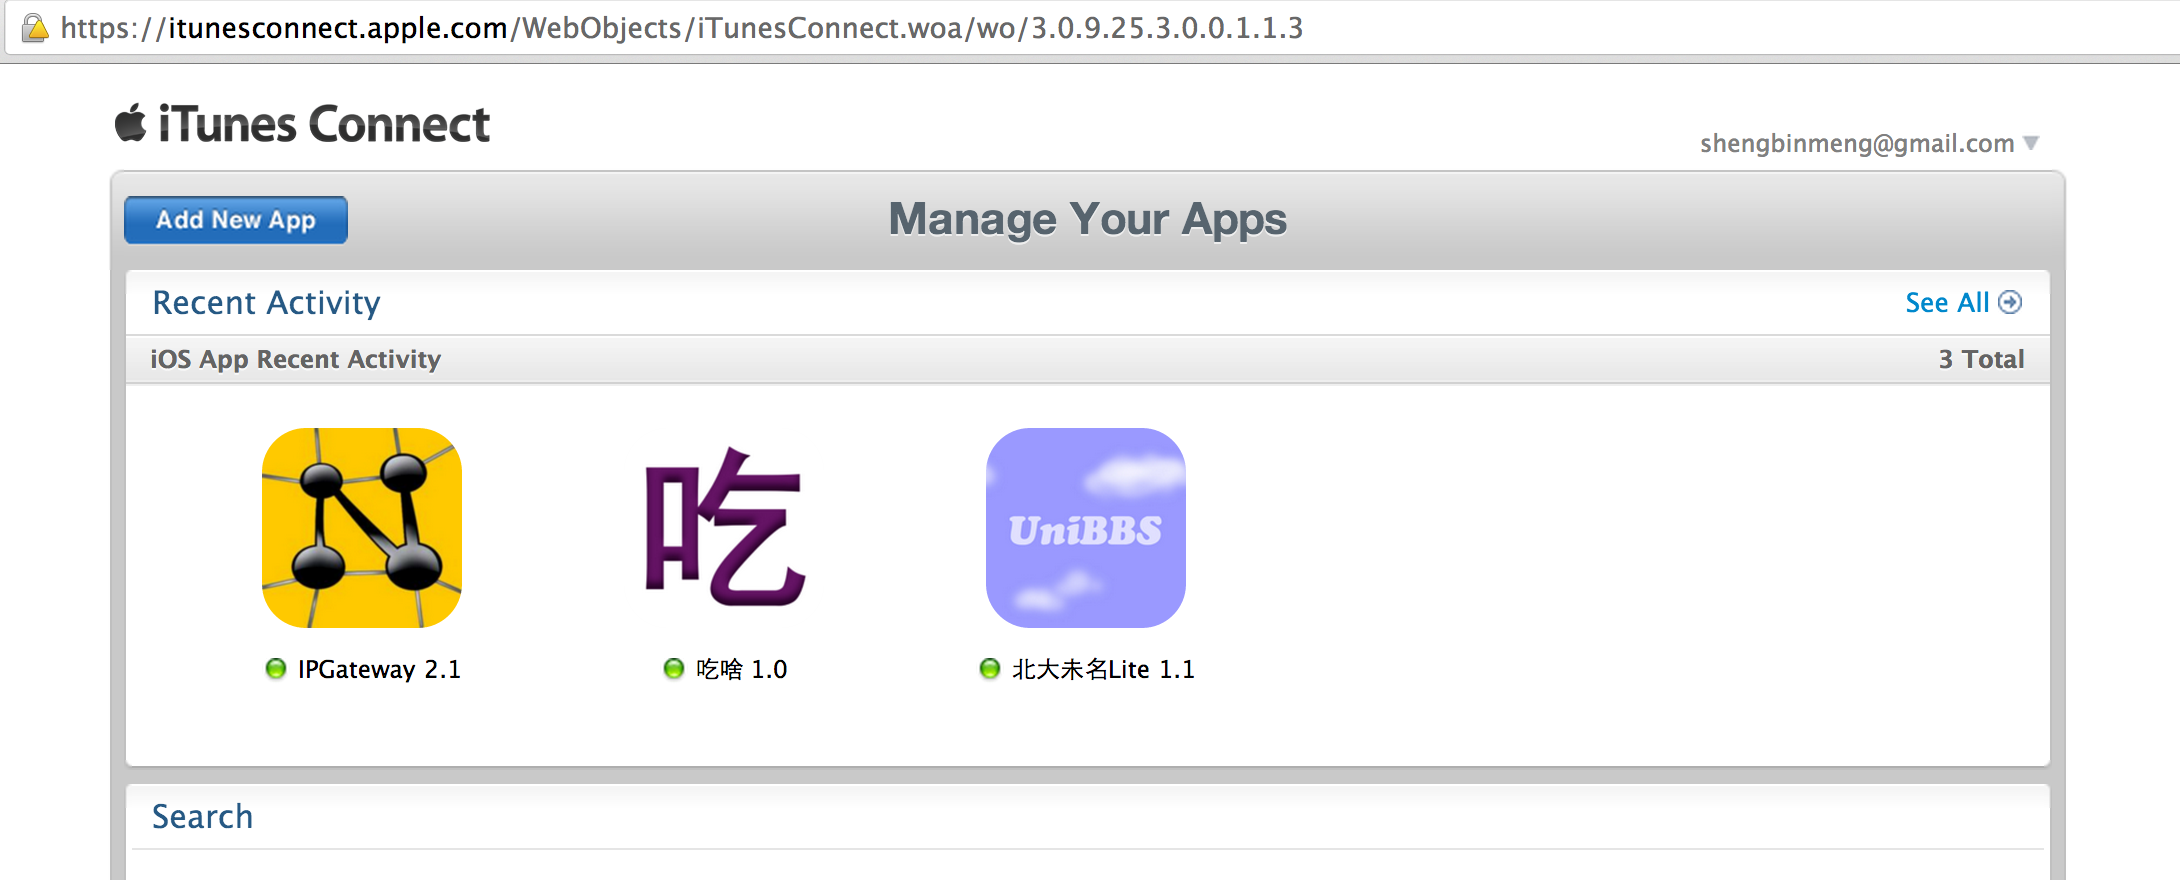 https://itunesconnect.apple.com/WebObjects/iTunesConnect.woa/wo/3.0.9.25.3.0.0.1.1.3
iTunes Connect
shengbinmeng@gmail.com
Add New App
Manage Your Apps
Recent Activity
See All
iOS App Recent Activity
3 Total
吃
UniBBS
IPGateway 2.1
吃啥 1.0
北大未名Lite 1.1
Search